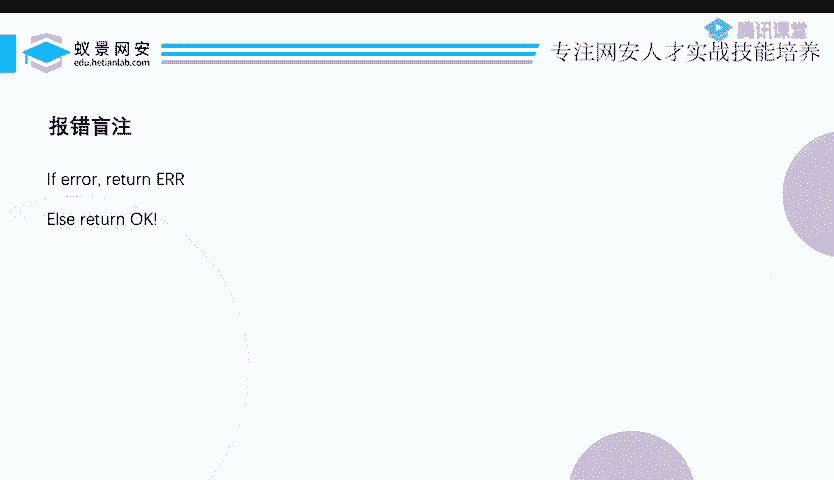 蚁景网安
edu.hetianlab.com
腾讯课堂
专注网安人才实战技能培养
报错盲注
If error, return ERR
Else return OK!